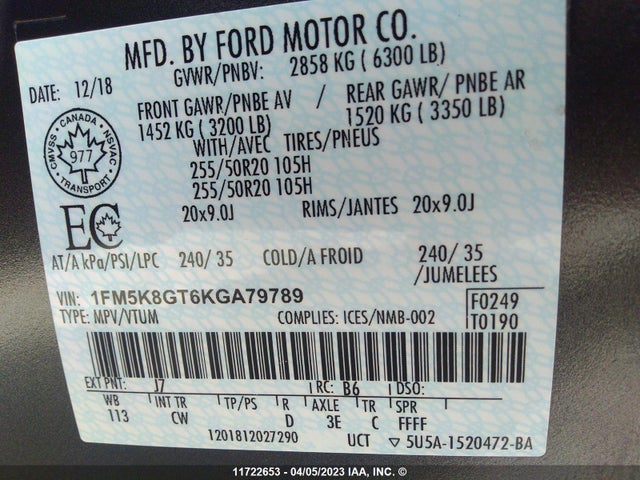 MFD. BY FORD MOTOR CO.
DATE: 12/18
GVWR/PNBV: 2858 KG ( 6300 LB)
FRONT GAWR/PNBE AV / REAR GAWR/ PNBE AR
1452 KG ( 3200 LB) 1520 KG ( 3350 LB)
WITH/AVEC TIRES/PNEUS
255/50R20 105H
255/50R20 105H
20x9.0J RIMS/JANTES 20x9.0J
CMVSS · CANADA · NSVAC
977
TRANSPORT
EC
AT/A kPa/PSI/LPC 240/ 35 COLD/A FROID 240/ 35
/JUMELEES
VIN: 1FM5K8GT6KGA79789
F0249
TYPE: MPV/VTUM COMPLIES: ICES/NMB-002
T0190
EXT PNT: J7 RC: B6 DSO:
WB INT TR TP/PS R AXLE TR SPR
113 CW D 3E C FFFF
1201812027290 UCT ▽ 5U5A-1520472-BA
11722653 - 04/05/2023 IAA, INC. ©